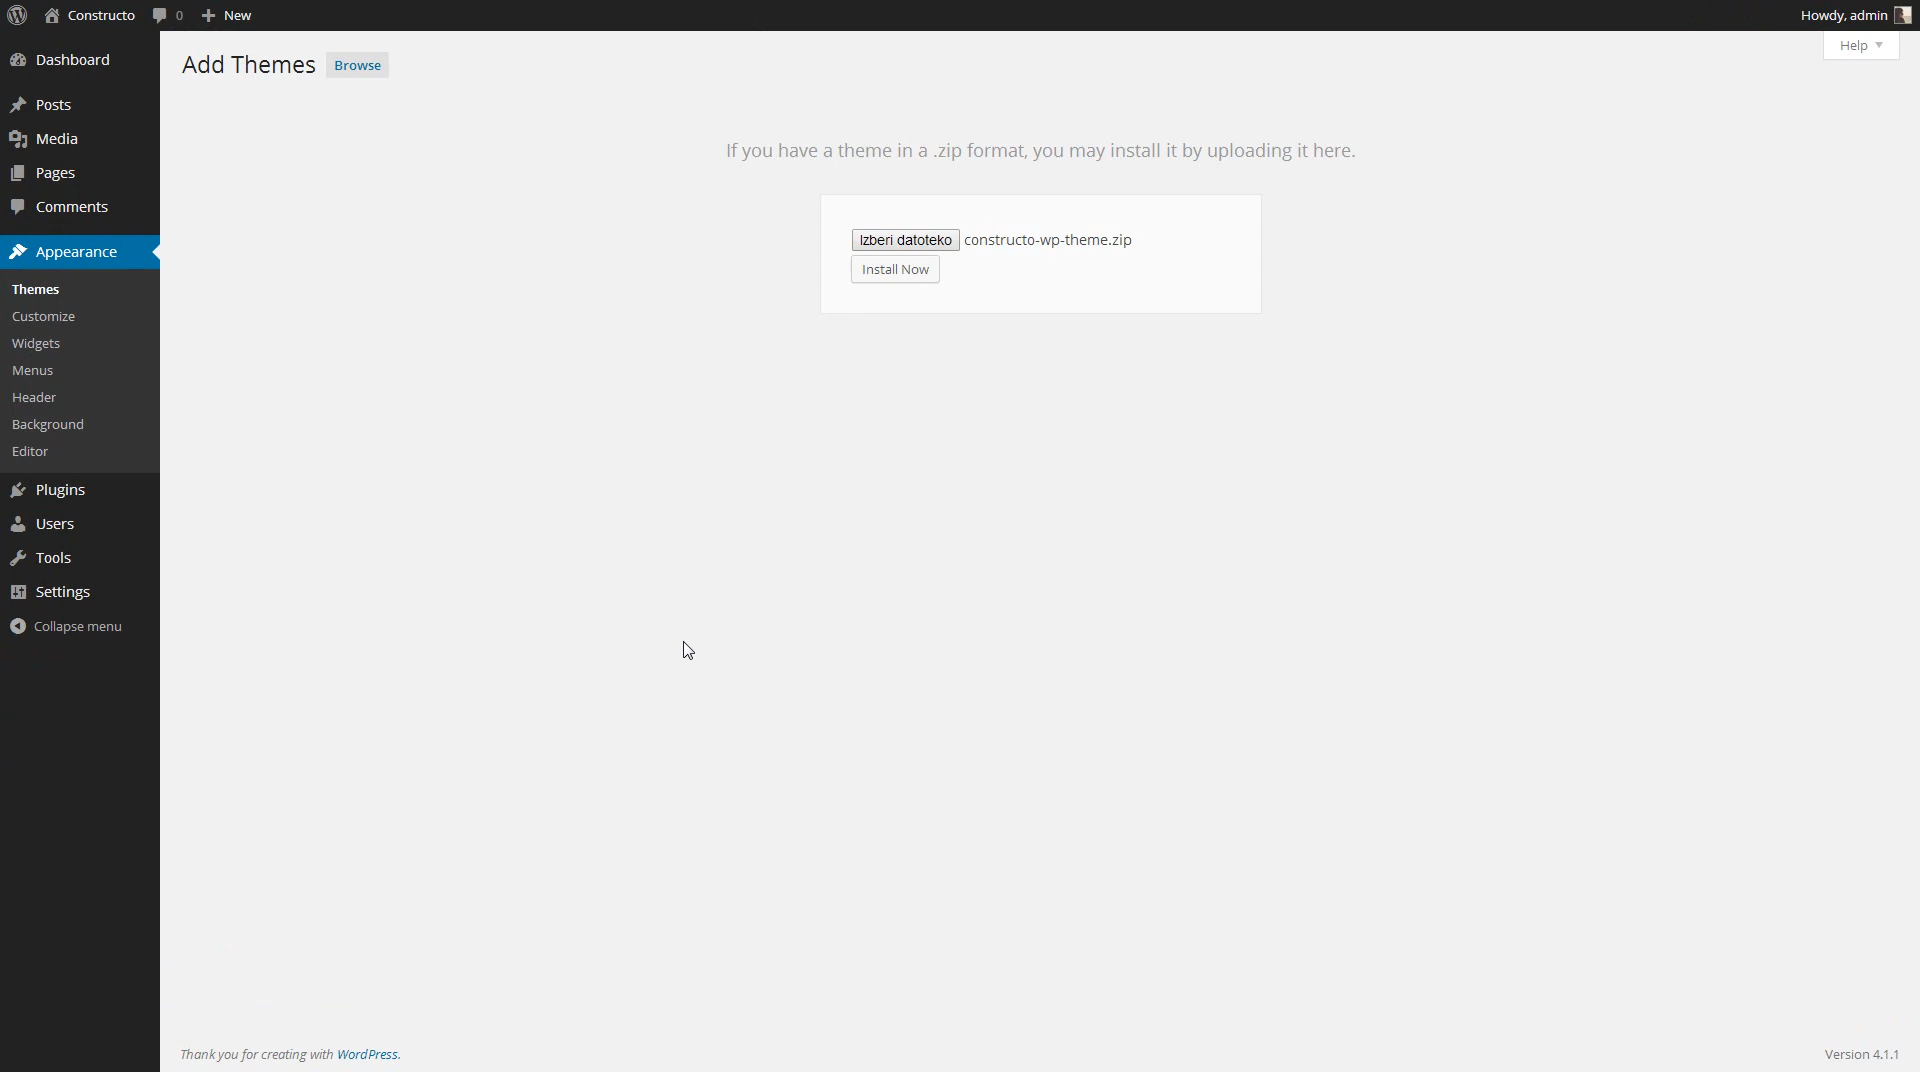 Constructo 0 New Howdy, admin
Help
Add Themes Browse
Dashboard
Posts
Media
Pages
Comments
Appearance
Themes
Customize
Widgets
Menus
Header
Background
Editor
Plugins
Users
Tools
Settings
Collapse menu
If you have a theme in a .zip format, you may install it by uploading it here.
Izberi datoteko constructo-wp-theme.zip
Install Now
Thank you for creating with WordPress. Version 4.1.1